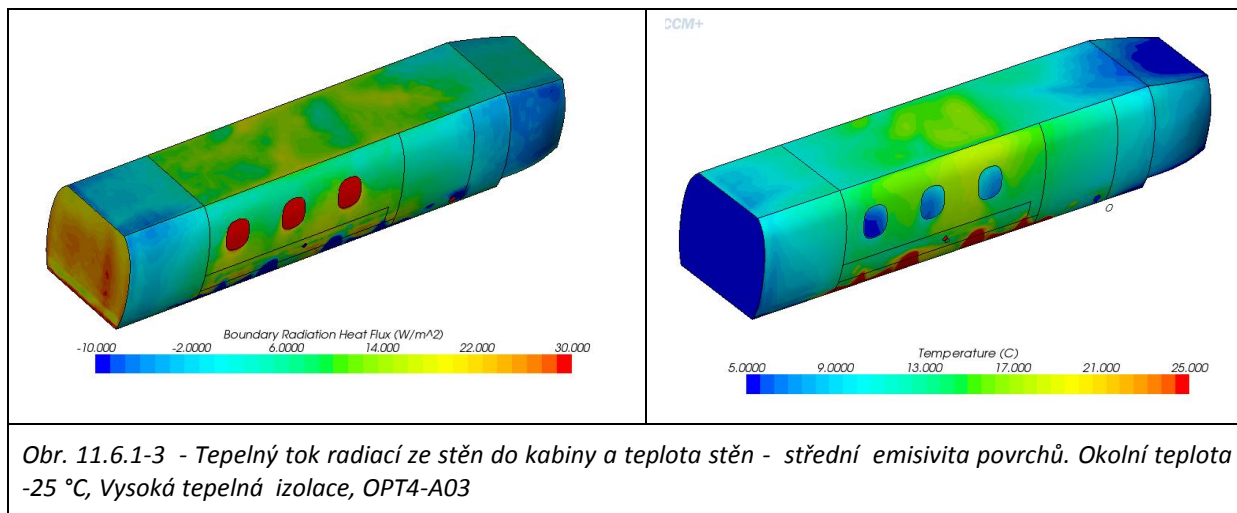 CCM+
Boundary Radiation Heat Flux (W/m^2)
-10.000 -2.0000 6.0000 14.000 22.000 30.000
Temperature (C)
5.0000 9.0000 13.000 17.000 21.000 25.000
Obr. 11.6.1-3 - Tepelný tok radiací ze stěn do kabiny a teplota stěn - střední emisivita povrchů. Okolní teplota
-25 °C, Vysoká tepelná izolace, OPT4-A03